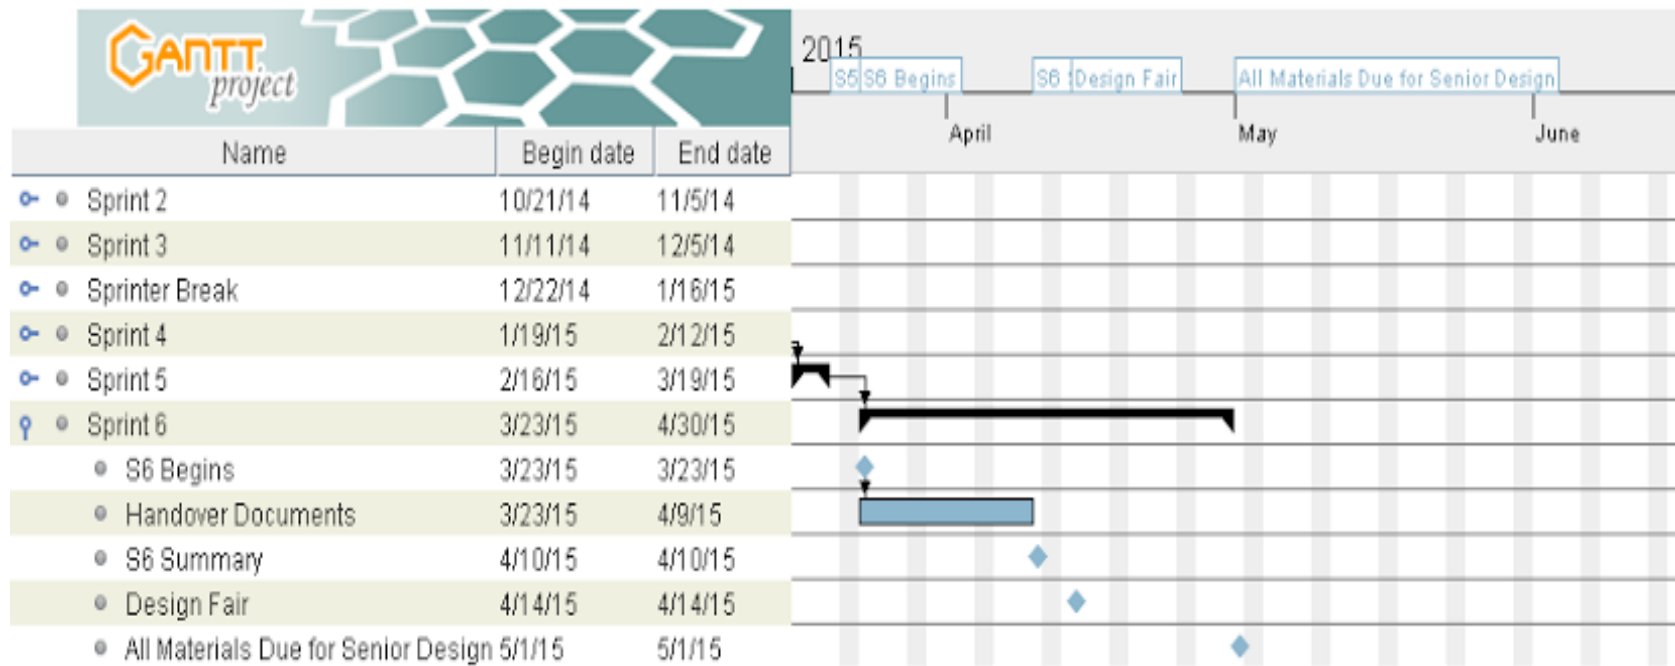 GANTT
project
2015
S5 S6 Begins S6 Design Fair All Materials Due for Senior Design
April May June
Name Begin date End date
Sprint 2 10/21/14 11/5/14
Sprint 3 11/11/14 12/5/14
Sprinter Break 12/22/14 1/16/15
Sprint 4 1/19/15 2/12/15
Sprint 5 2/16/15 3/19/15
Sprint 6 3/23/15 4/30/15
S6 Begins 3/23/15 3/23/15
Handover Documents 3/23/15 4/9/15
S6 Summary 4/10/15 4/10/15
Design Fair 4/14/15 4/14/15
All Materials Due for Senior Design 5/1/15 5/1/15